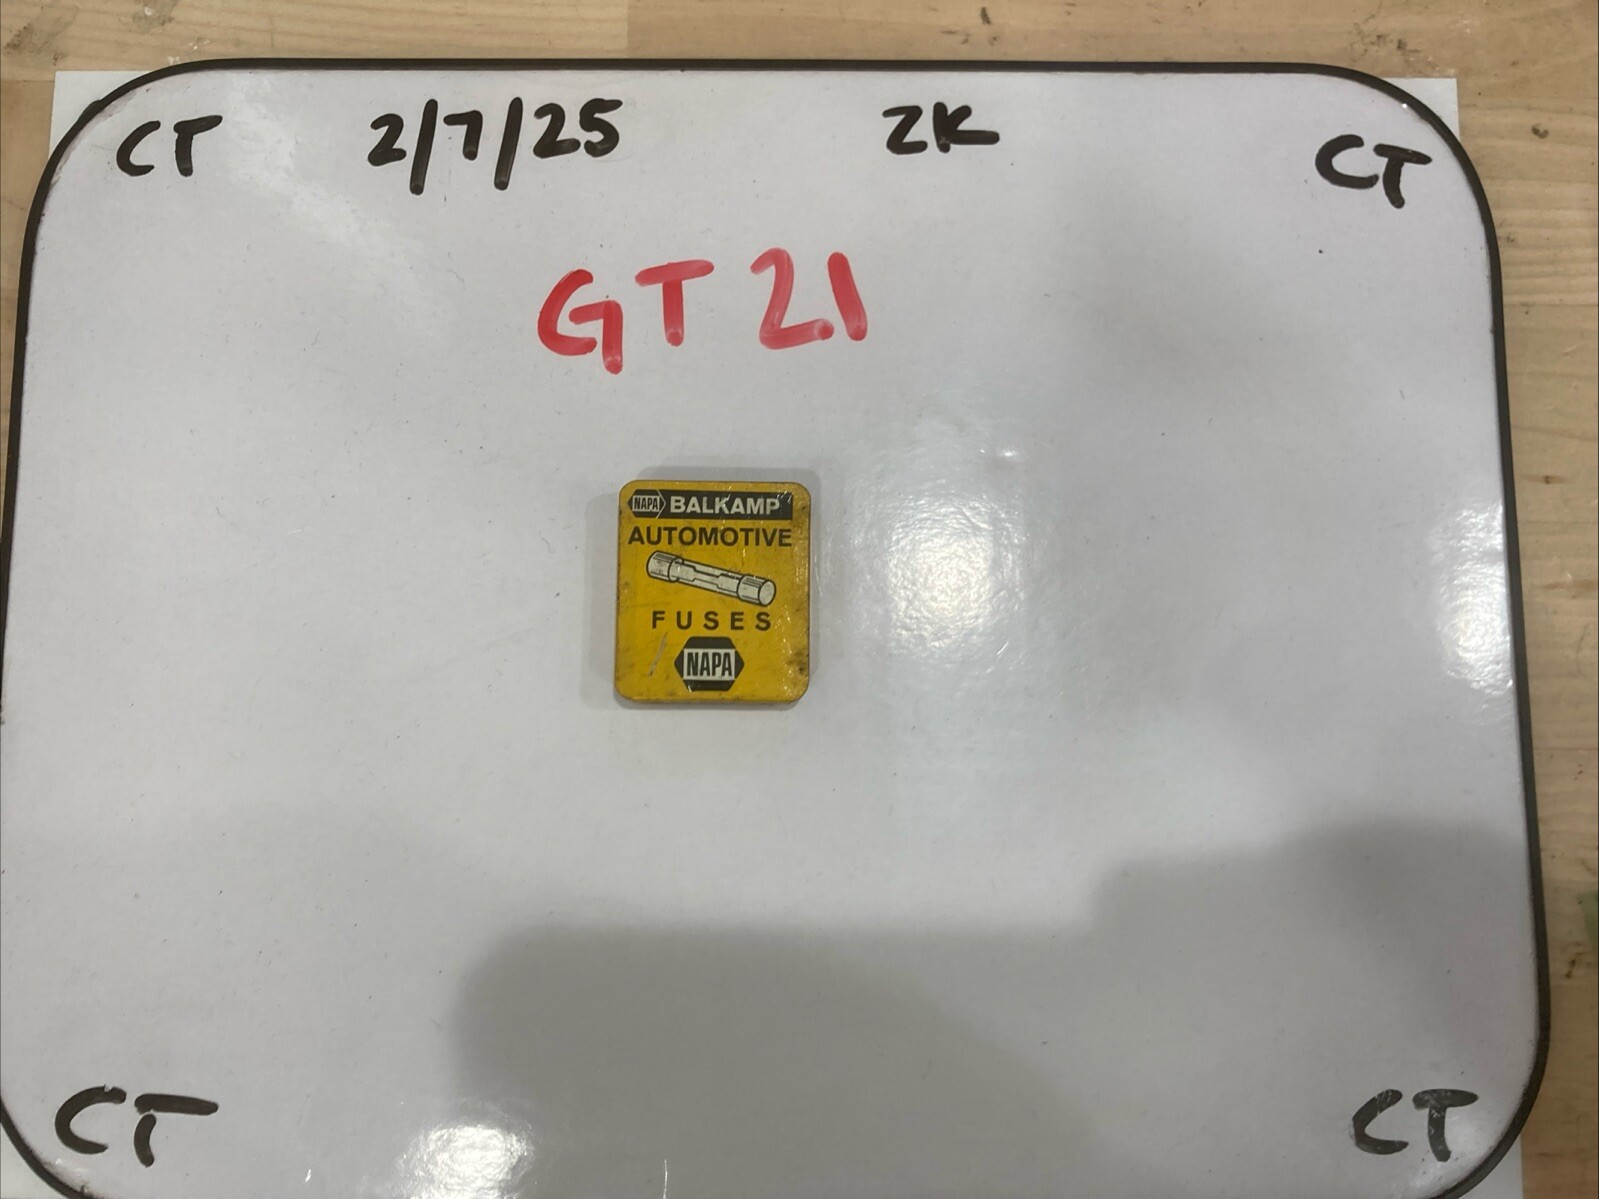 CT 2/7/25 ZK CT
GT 21
NAPA BALKAMP
AUTOMOTIVE
FUSES
NAPA
CT CT